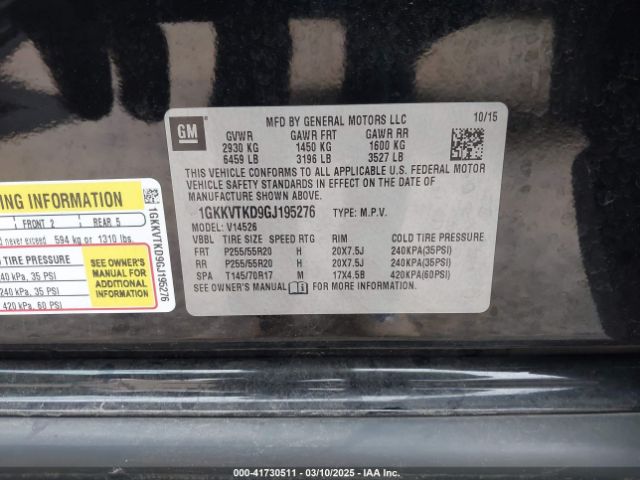 GM
MFD BY GENERAL MOTORS LLC 10/15
GVWR GAWR FRT GAWR RR
2930 KG 1450 KG 1600 KG
6459 LB 3196 LB 3527 LB
THIS VEHICLE CONFORMS TO ALL APPLICABLE U.S. FEDERAL MOTOR
VEHICLE SAFETY STANDARDS IN EFFECT ON THE DATE OF
MANUFACTURE SHOWN ABOVE.
1GKKVTKD9GJ195276 TYPE: M.P.V.
MODEL: V14526
VBBL TIRE SIZE SPEED RTG RIM COLD TIRE PRESSURE
FRT P255/55R20 H 20X7.5J 240KPA(35PSI)
RR P255/55R20 H 20X7.5J 240KPA(35PSI)
SPA T145/70R17 M 17X4.5B 420KPA(60PSI)
SEE OWNER'S MANUAL FOR MORE INFORMATION.
ING INFORMATION
FRONT 2 REAR 5
never exceed 594 kg or 1310 lbs.
COLD TIRE PRESSURE
240 kPa, 35 PSI
240 kPa, 35 PSI
420 kPa, 60 PSI
SEE OWNER'S
MANUAL FOR
ADDITIONAL
INFORMATION
1GKKVTKD9GJ195276
000-41730511 — 03/10/2025 — IAA Inc.